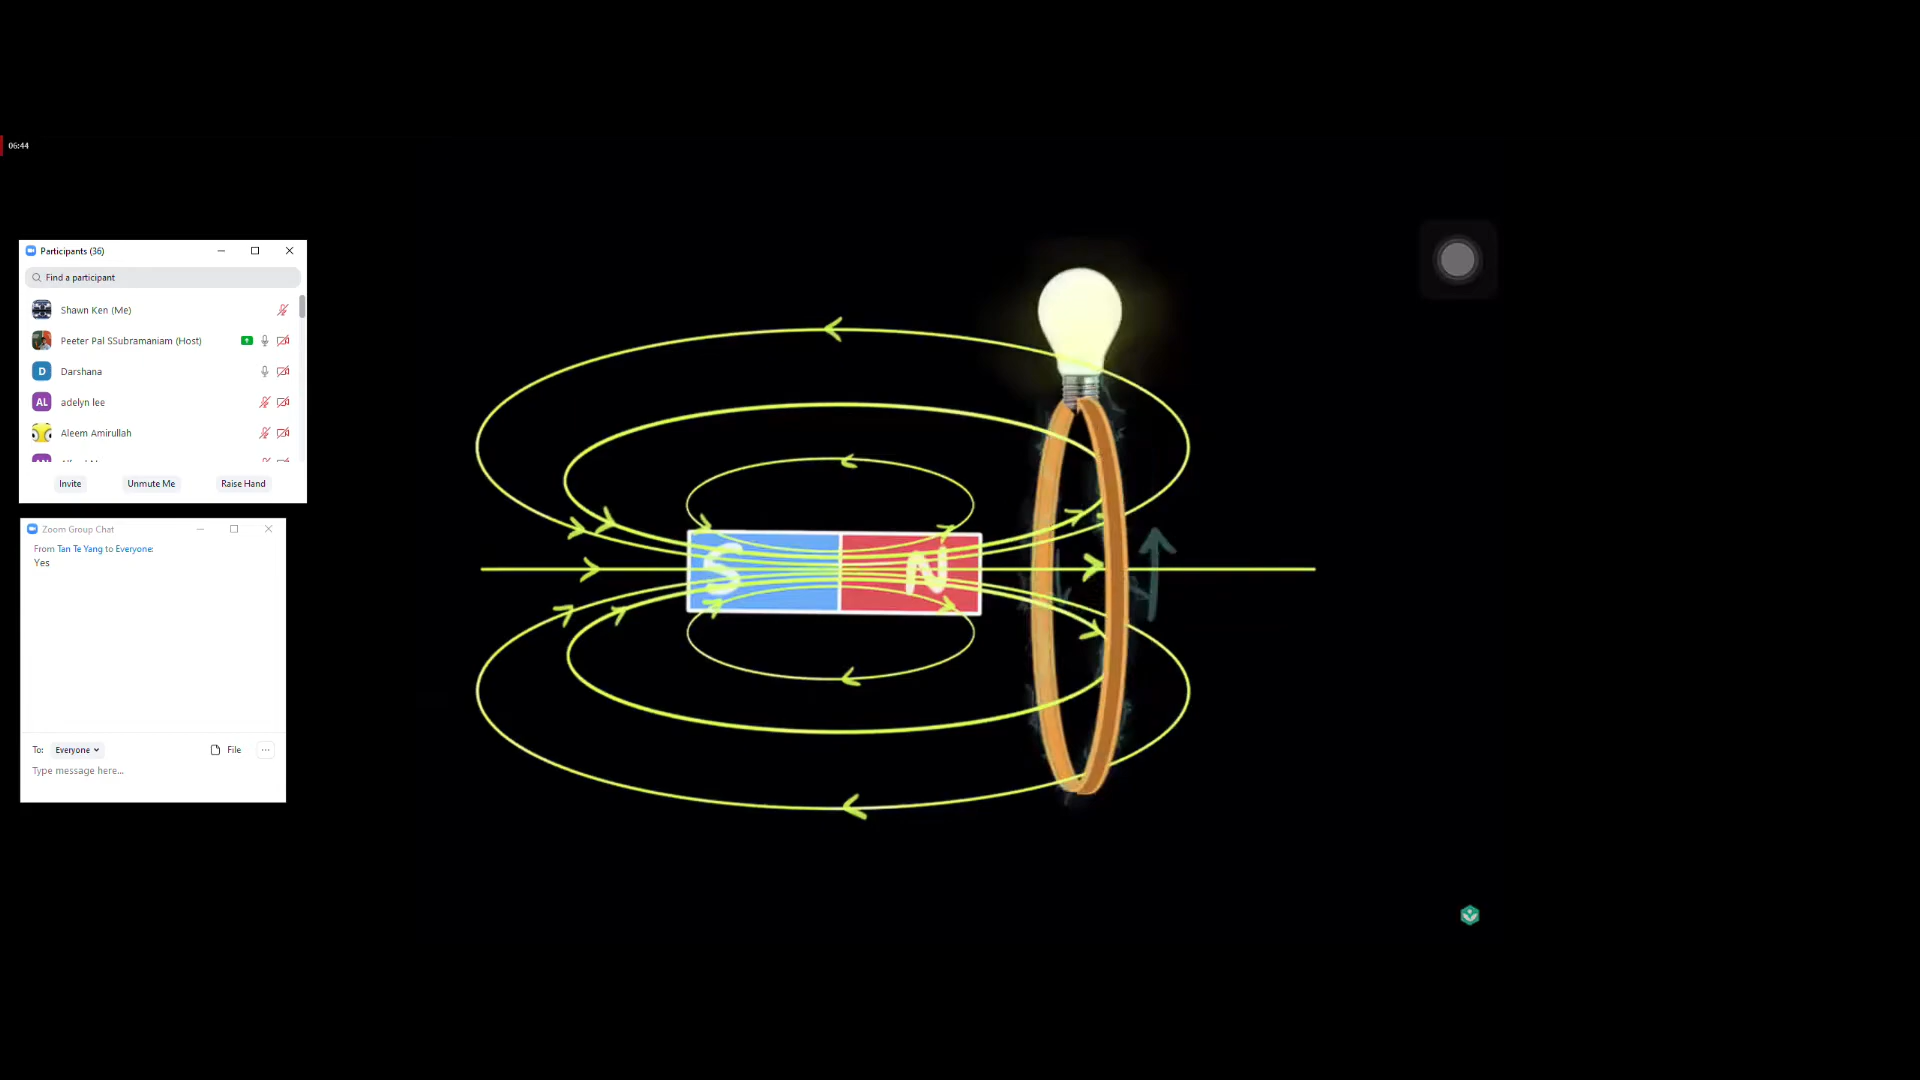 06:44
Participants (36)
Find a participant
Shawn Ken (Me)
Peeter Pal SSubramaniam (Host)
D Darshana
AL adelyn lee
Aleem Amirullah
Invite Unmute Me Raise Hand
Zoom Group Chat
From Tan Te Yang to Everyone:
Yes
To: Everyone File ...
Type message here...
S N